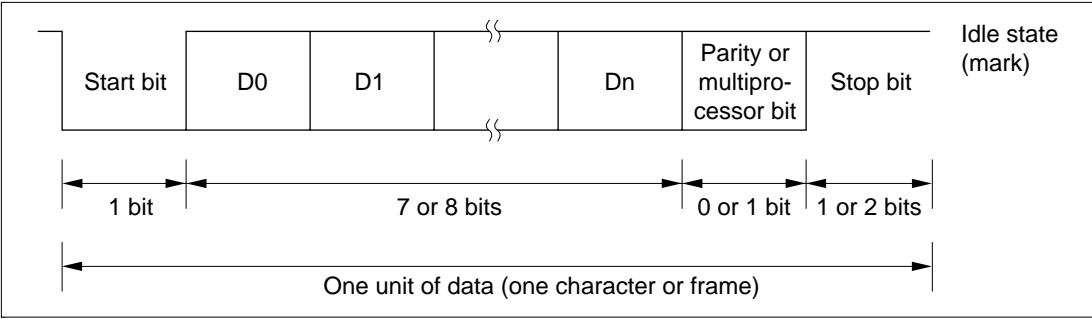 Idle state
(mark)
Start bit
D0
D1
Dn
Parity or
multipro-
cessor bit
Stop bit
1 bit
7 or 8 bits
0 or 1 bit
1 or 2 bits
One unit of data (one character or frame)